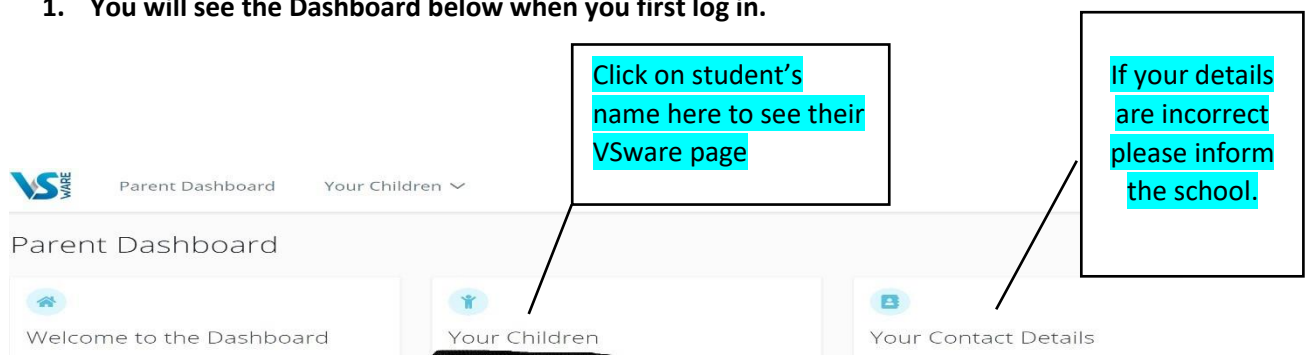 1. You will see the Dashboard below when you first log in.
Click on student's
name here to see their
VSware page
If your details
are incorrect
please inform
the school.
VS WARE
Parent Dashboard
Your Children
Parent Dashboard
Welcome to the Dashboard
Your Children
Your Contact Details